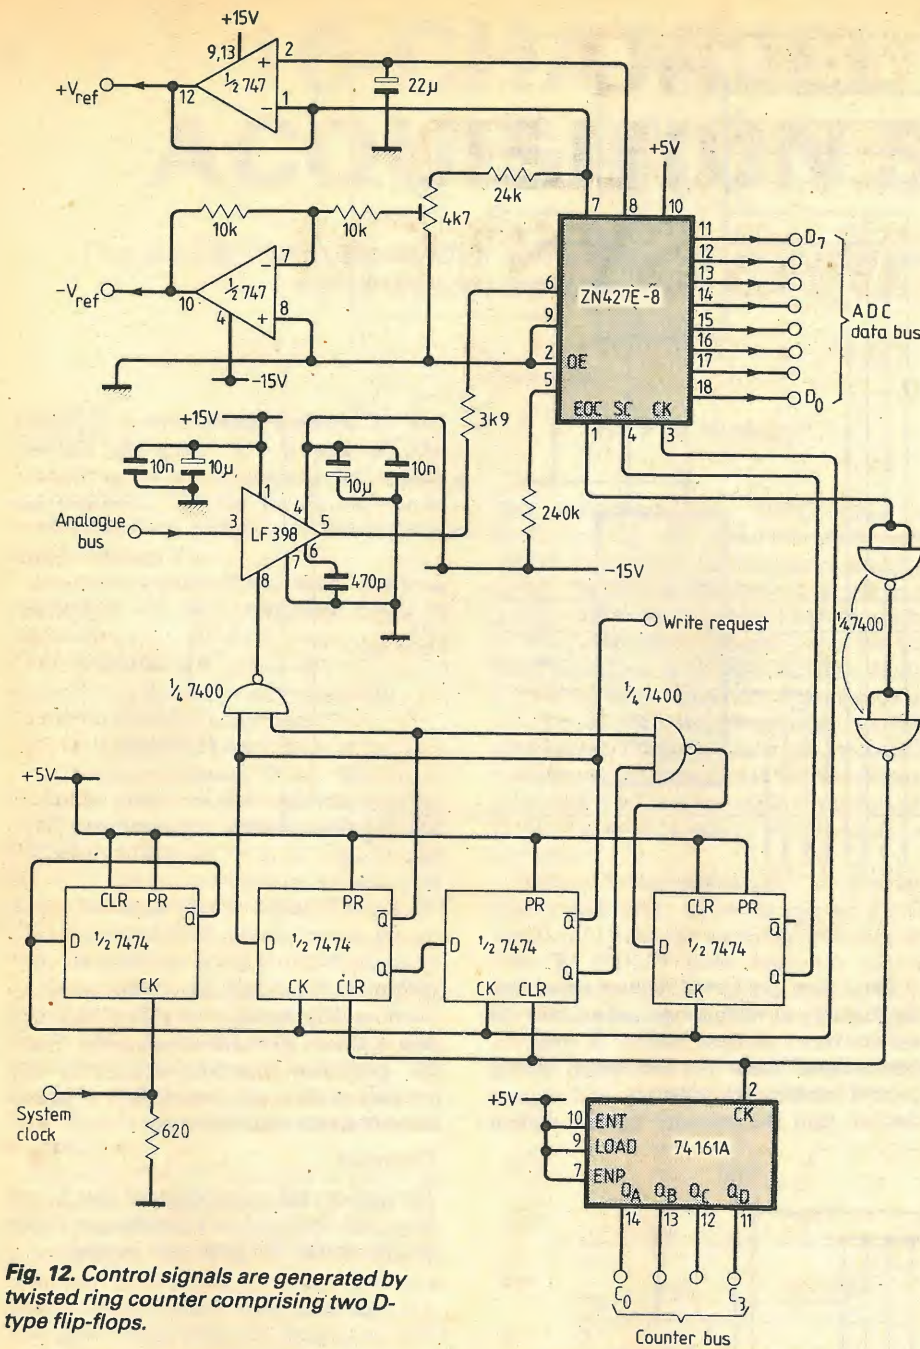 +15V
9,13
2
+
½ 747
12
1
−
+V ref
22µ
+5V
24k
7
8
10
4k7
10k
10k
7
−
½ 747
10
8
+
4
−V ref
−15V
6
ZN427E-8
9
2
OE
5
EOC SC CK
1
4
3
11
D7
12
13
14
15
16
17
18
D0
ADC
data bus
+15V
10n
10µ
1
4
10µ
10n
3k9
240k
Analogue
bus
3
LF398
5
6
7
8
470p
−15V
Write request
¼ 7400
¼ 7400
¼ 7400
+5V
CLR PR
Q̅
D
½ 7474
CK
PR
Q̅
D
½ 7474
Q
CK CLR
PR
Q̅
D
½ 7474
Q
CK CLR
CLR PR
Q̅
D
½ 7474
Q
CK
System
clock
620
+5V
2
CK
10
ENT
9
LOAD
74161A
7
ENP
QA QB QC QD
14 13 12 11
C0
C3
Counter bus
Fig. 12. Control signals are generated by
twisted ring counter comprising two D-
type flip-flops.